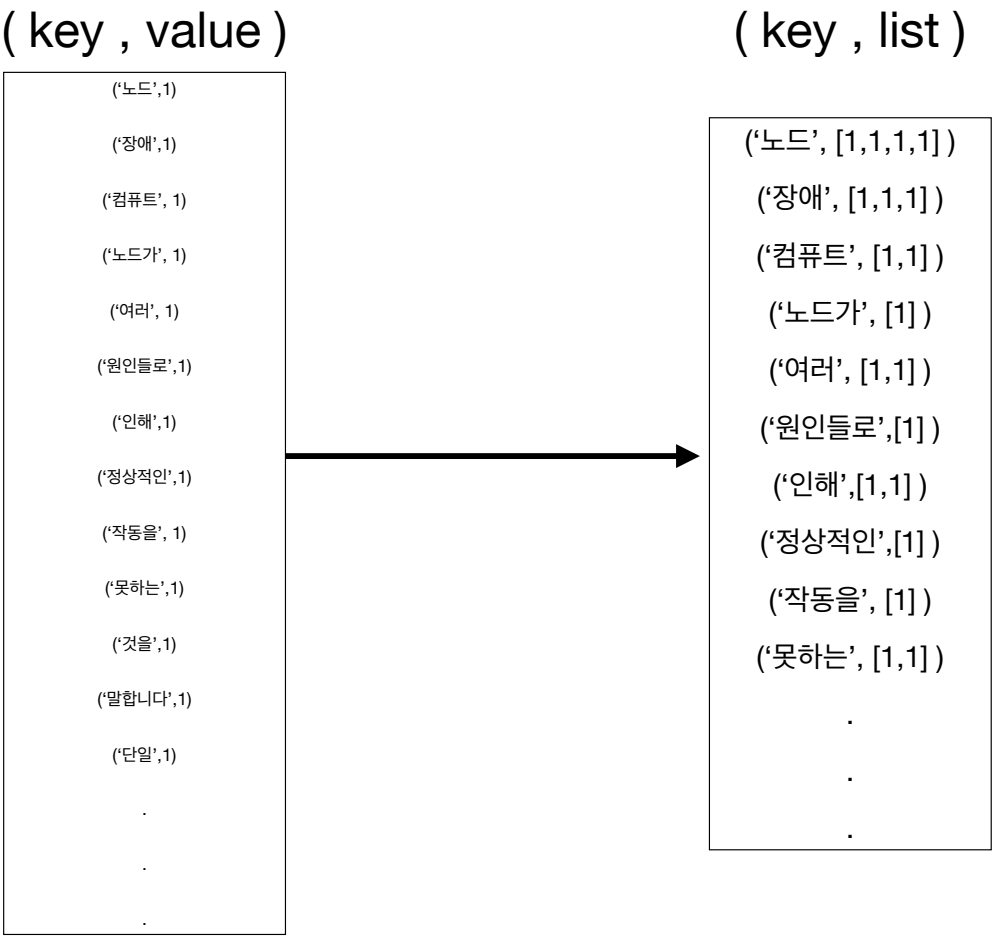 ( key , value )
(‘노드’,1)
(‘장애’,1)
(‘컴퓨트’, 1)
(‘노드가’, 1)
(‘여러’, 1)
(‘원인들로’,1)
(‘인해’,1)
(‘정상적인’,1)
(‘작동을’, 1)
(‘못하는’,1)
(‘것을’,1)
(‘말합니다’,1)
(‘단일’,1)
.
.
.
( key , list )
(‘노드’, [1,1,1,1] )
(‘장애’, [1,1,1] )
(‘컴퓨트’, [1,1] )
(‘노드가’, [1] )
(‘여러’, [1,1] )
(‘원인들로’,[1] )
(‘인해’,[1,1] )
(‘정상적인’,[1] )
(‘작동을’, [1] )
(‘못하는’, [1,1] )
.
.
.